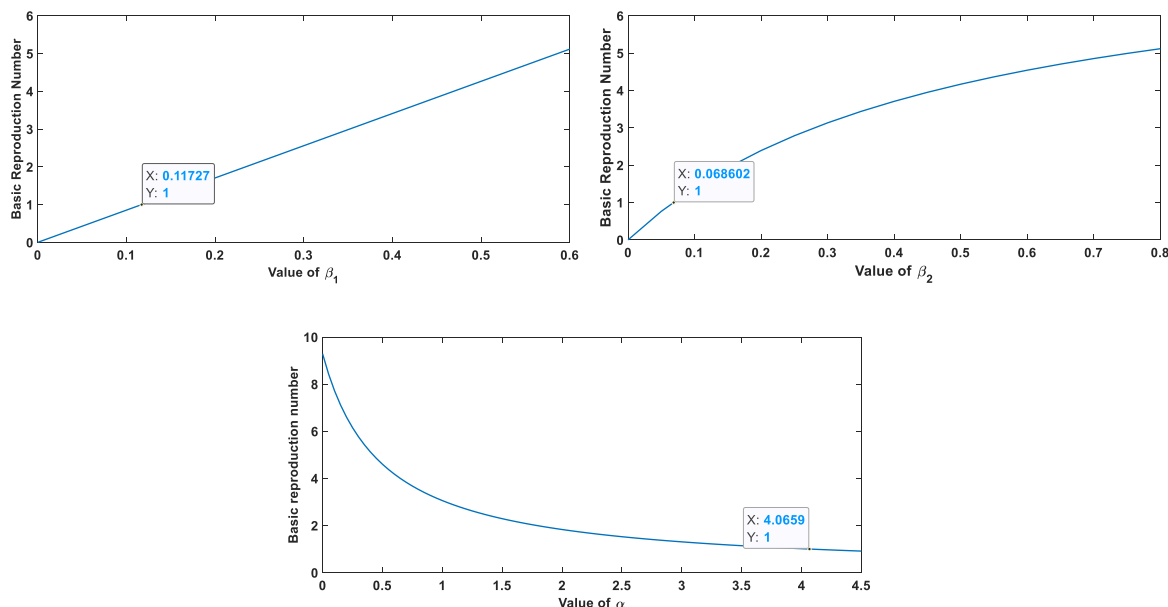 Basic Reproduction Number
6
5
4
3
2
1
0
X: 0.11727
Y: 1
0 0.1 0.2 0.3 0.4 0.5 0.6
Value of β₁
Basic Reproduction Number
6
5
4
3
2
1
0
X: 0.068602
Y: 1
0 0.1 0.2 0.3 0.4 0.5 0.6 0.7 0.8
Value of β₂
Basic reproduction number
10
8
6
4
2
0
X: 4.0659
Y: 1
0 0.5 1 1.5 2 2.5 3 3.5 4 4.5
Value of α